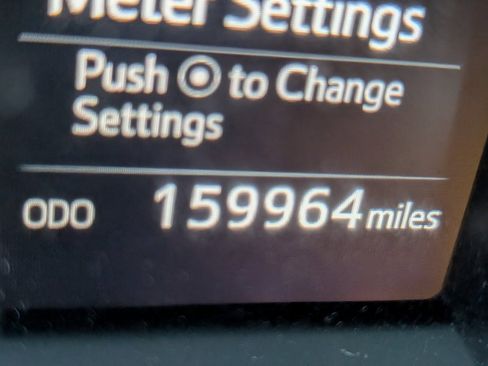 Meter Settings
Push ⦿ to Change
Settings
ODO 159964 miles